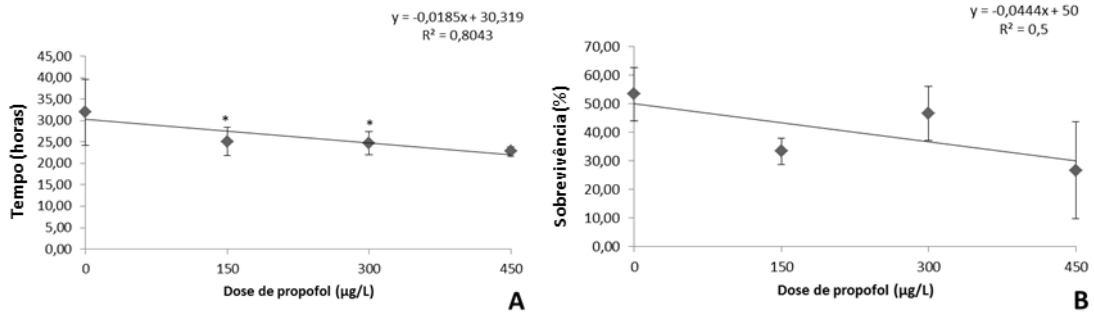 y = -0,0185x + 30,319
R² = 0,8043
45,00
40,00
35,00
30,00
25,00
20,00
15,00
10,00
5,00
0,00
Tempo (horas)
*
*
0
150
300
450
Dose de propofol (µg/L)
A
y = -0,0444x + 50
R² = 0,5
70,00
60,00
50,00
40,00
30,00
20,00
10,00
0,00
Sobrevivência (%)
0
150
300
450
Dose de propofol (µg/L)
B